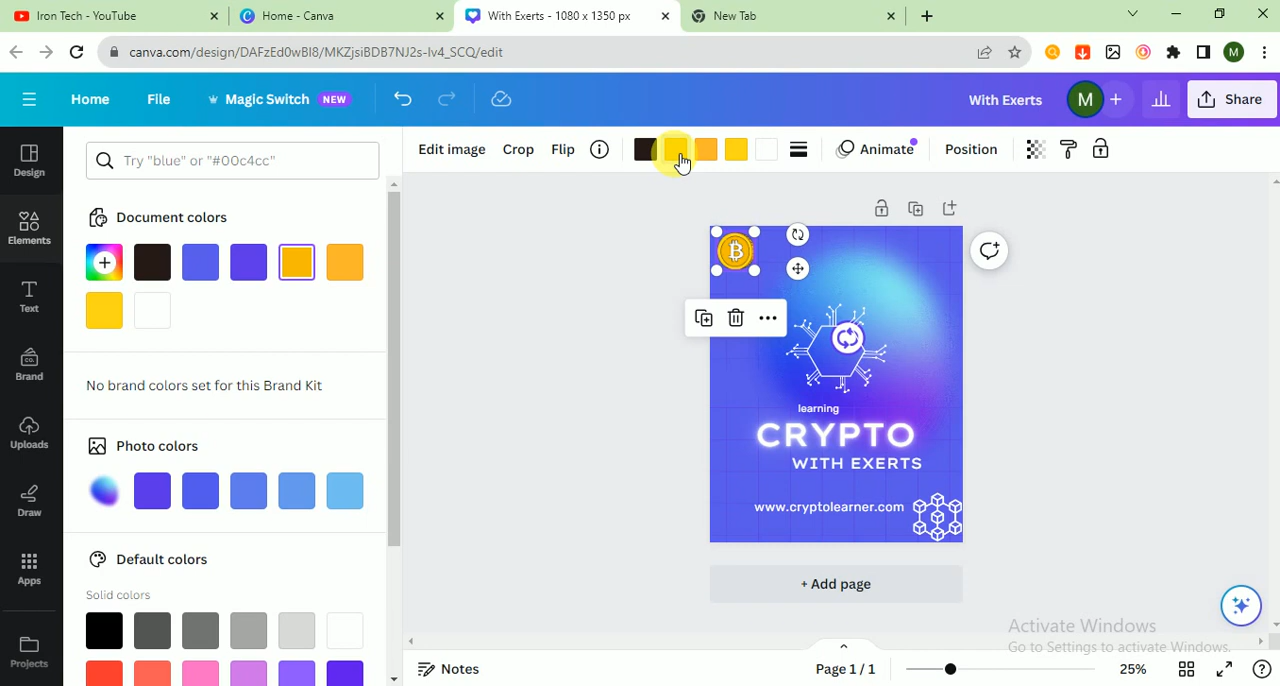 Iron Tech - YouTube
Home - Canva
With Exerts - 1080 x 1350 px
New Tab
canva.com/design/DAFzEd0wBI8/MKZjsiBDB7NJ2s-lv4_SCQ/edit
M
Home
File
Magic Switch NEW
With Exerts
M
Share
Design
Elements
Text
Brand
Uploads
Draw
Apps
Projects
Try "blue" or "#00c4cc"
Document colors
No brand colors set for this Brand Kit
Photo colors
Default colors
Solid colors
Edit image
Crop
Flip
Animate
Position
learning
CRYPTO
WITH EXERTS
www.cryptolearner.com
+ Add page
Activate Windows
Go to Settings to activate Windows.
Notes
Page 1 / 1
25%